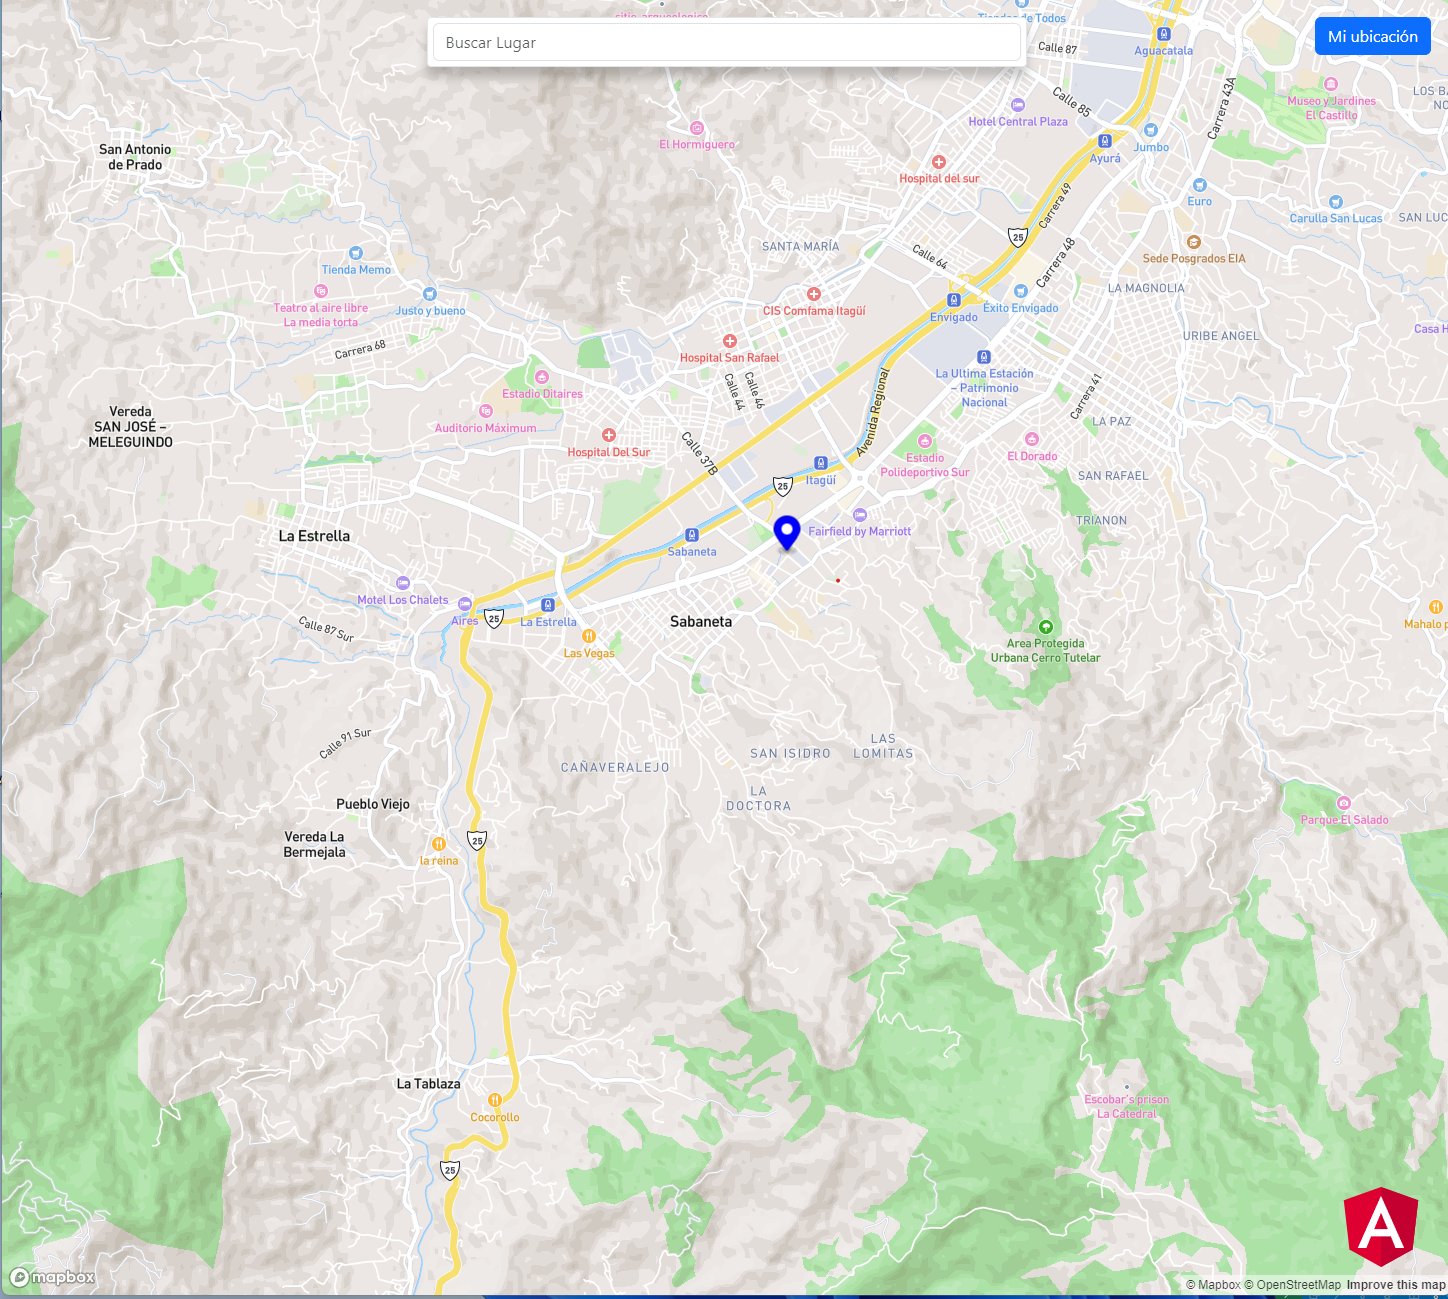 sitio arqueologico
Tiendas de Todos
Buscar Lugar
Mi ubicación
Calle 87
Aguacatala
Calle 85
Carrera 43A
Museo y Jardines
El Castillo
LOS BA
NO
Hotel Central Plaza
El Hormiguero
Jumbo
San Antonio
de Prado
Ayurá
Hospital del sur
Carrera 49
Euro
Carulla San Lucas
SAN LUC
25
SANTA MARÍA
Calle 64
Carrera 48
Sede Posgrados EIA
Tienda Memo
LA MAGNOLIA
Teatro al aire libre
La media torta
Justo y bueno
CIS Comfama Itagüí
Envigado
Exito Envigado
Casa H
URIBE ANGEL
Carrera 68
Hospital San Rafael
La Ultima Estación
– Patrimonio
Nacional
Calle 44
Calle 46
Estadio Ditaires
Avenida Regional
Carrera 41
Vereda
SAN JOSÉ –
MELEGUINDO
Auditorio Máximum
LA PAZ
Calle 37B
Hospital Del Sur
Estadio
Polideportivo Sur
El Dorado
Itagüí
SAN RAFAEL
25
TRIANON
La Estrella
Fairfield by Marriott
Sabaneta
Motel Los Chalets
Aires
25
La Estrella
Sabaneta
Mahalo p
Calle 87 Sur
Las Vegas
Area Protegida
Urbana Cerro Tutelar
Calle 91 Sur
LAS
LOMITAS
SAN ISIDRO
CAÑAVERALEJO
LA
DOCTORA
Pueblo Viejo
Parque El Salado
Vereda La
Bermejala
25
la reina
La Tablaza
Cocorollo
Escobar's prison
La Catedral
25
A
mapbox
© Mapbox © OpenStreetMap Improve this map